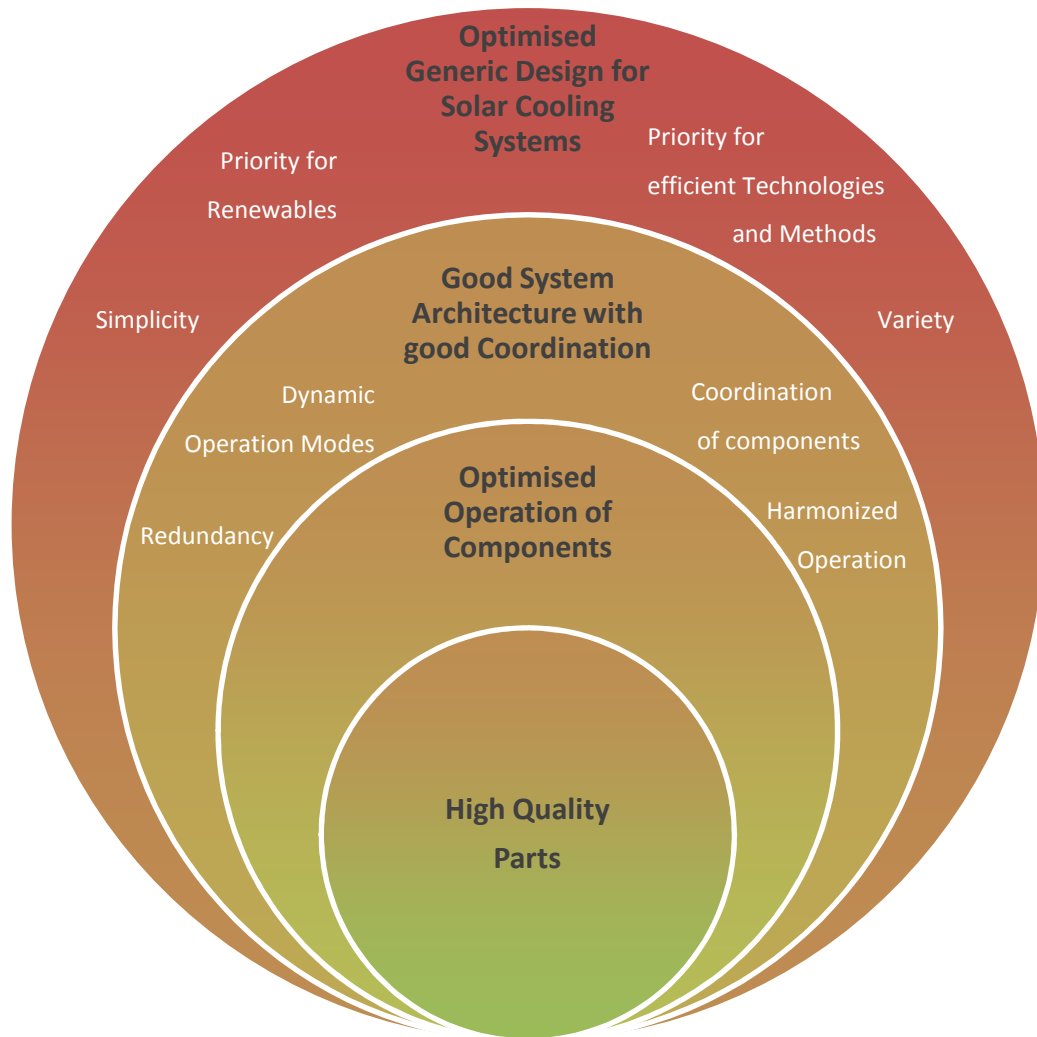 Optimised
Generic Design for
Solar Cooling
Systems
Priority for
Renewables
Priority for
efficient Technologies
and Methods
Simplicity
Variety
Good System
Architecture with
good Coordination
Dynamic
Operation Modes
Coordination
of components
Redundancy
Harmonized
Operation
Optimised
Operation of
Components
High Quality
Parts